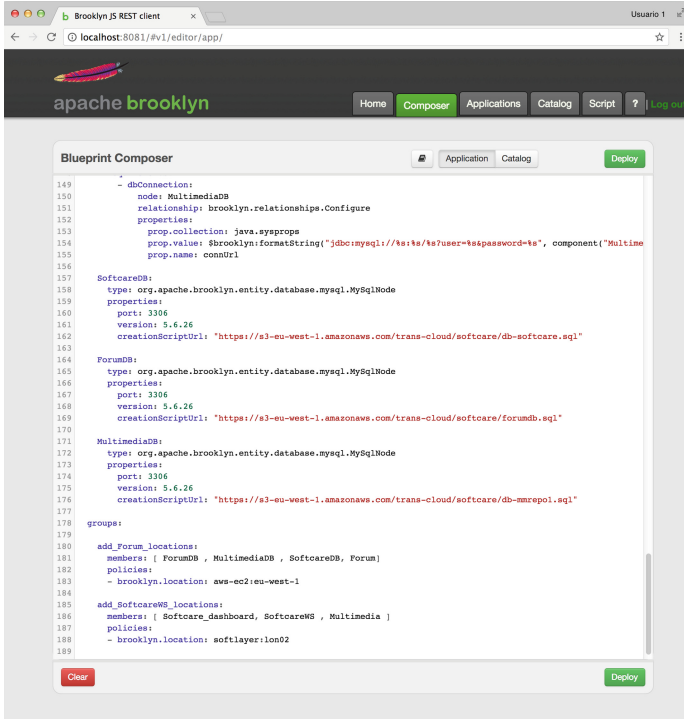 b Brooklyn JS REST client ×
Usuario 1
localhost:8081/#v1/editor/app/
apache brooklyn
Home Composer Applications Catalog Script ? | Log out
Blueprint Composer
Application Catalog
Deploy
149
150 - dbConnection:
150 node: MultimediaDB
151 relationship: brooklyn.relationships.Configure
152 properties:
153 prop.collection: java.sysprops
154 prop.value: $brooklyn:formatString("jdbc:mysql://%s:%s/%s?user=%s&password=%s", component("Multime
155 prop.name: connUrl
156
157 SoftcareDB:
158 type: org.apache.brooklyn.entity.database.mysql.MySqlNode
159 properties:
160 port: 3306
161 version: 5.6.26
162 creationScriptUrl: "https://s3-eu-west-1.amazonaws.com/trans-cloud/softcare/db-softcare.sql"
163
164 ForumDB:
165 type: org.apache.brooklyn.entity.database.mysql.MySqlNode
166 properties:
167 port: 3306
168 version: 5.6.26
169 creationScriptUrl: "https://s3-eu-west-1.amazonaws.com/trans-cloud/softcare/forumdb.sql"
170
171 MultimediaDB:
172 type: org.apache.brooklyn.entity.database.mysql.MySqlNode
173 properties:
174 port: 3306
175 version: 5.6.26
176 creationScriptUrl: "https://s3-eu-west-1.amazonaws.com/trans-cloud/softcare/db-mmrepo1.sql"
177
178 groups:
179
180 add_Forum_locations:
181 members: [ ForumDB , MultimediaDB , SoftcareDB, Forum]
182 policies:
183 - brooklyn.location: aws-ec2:eu-west-1
184
185 add_SoftcareWS_locations:
186 members: [ Softcare_dashboard, SoftcareWS , Multimedia ]
187 policies:
188 - brooklyn.location: softlayer:lon02
189
Clear
Deploy